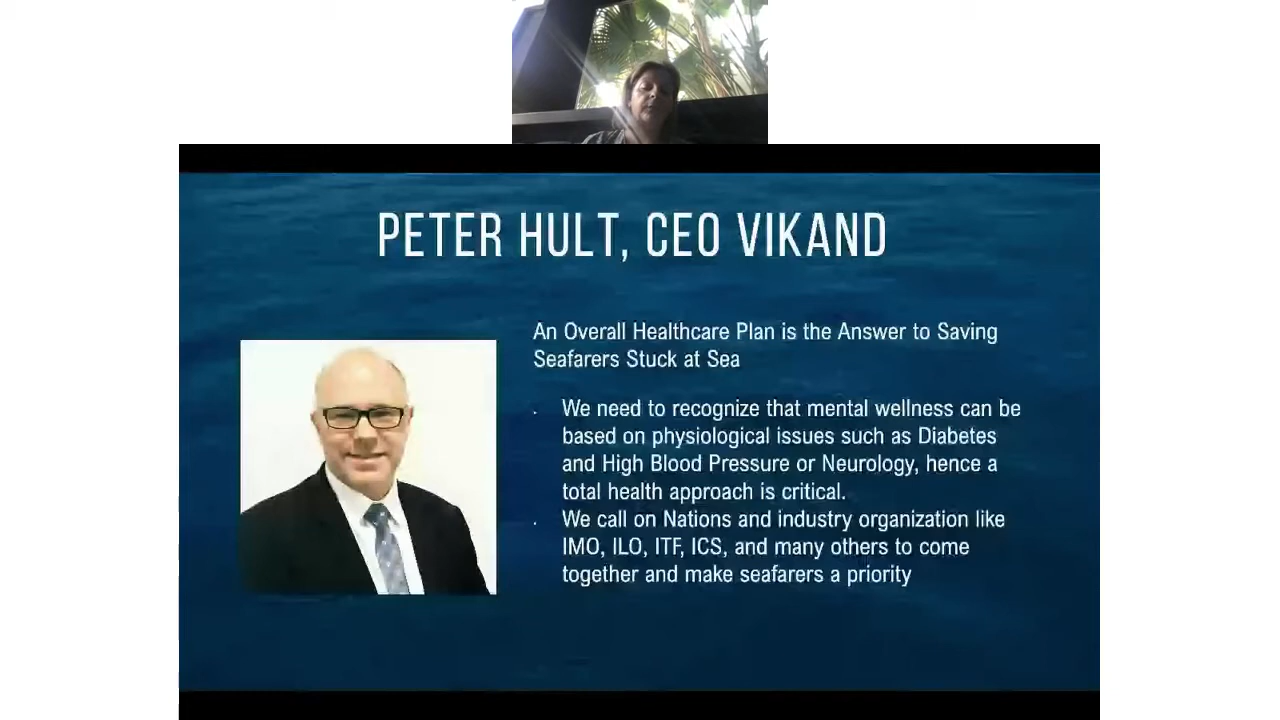 PETER HULT, CEO VIKAND
An Overall Healthcare Plan is the Answer to Saving
Seafarers Stuck at Sea
· We need to recognize that mental wellness can be
based on physiological issues such as Diabetes
and High Blood Pressure or Neurology, hence a
total health approach is critical.
· We call on Nations and industry organization like
IMO, ILO, ITF, ICS, and many others to come
together and make seafarers a priority